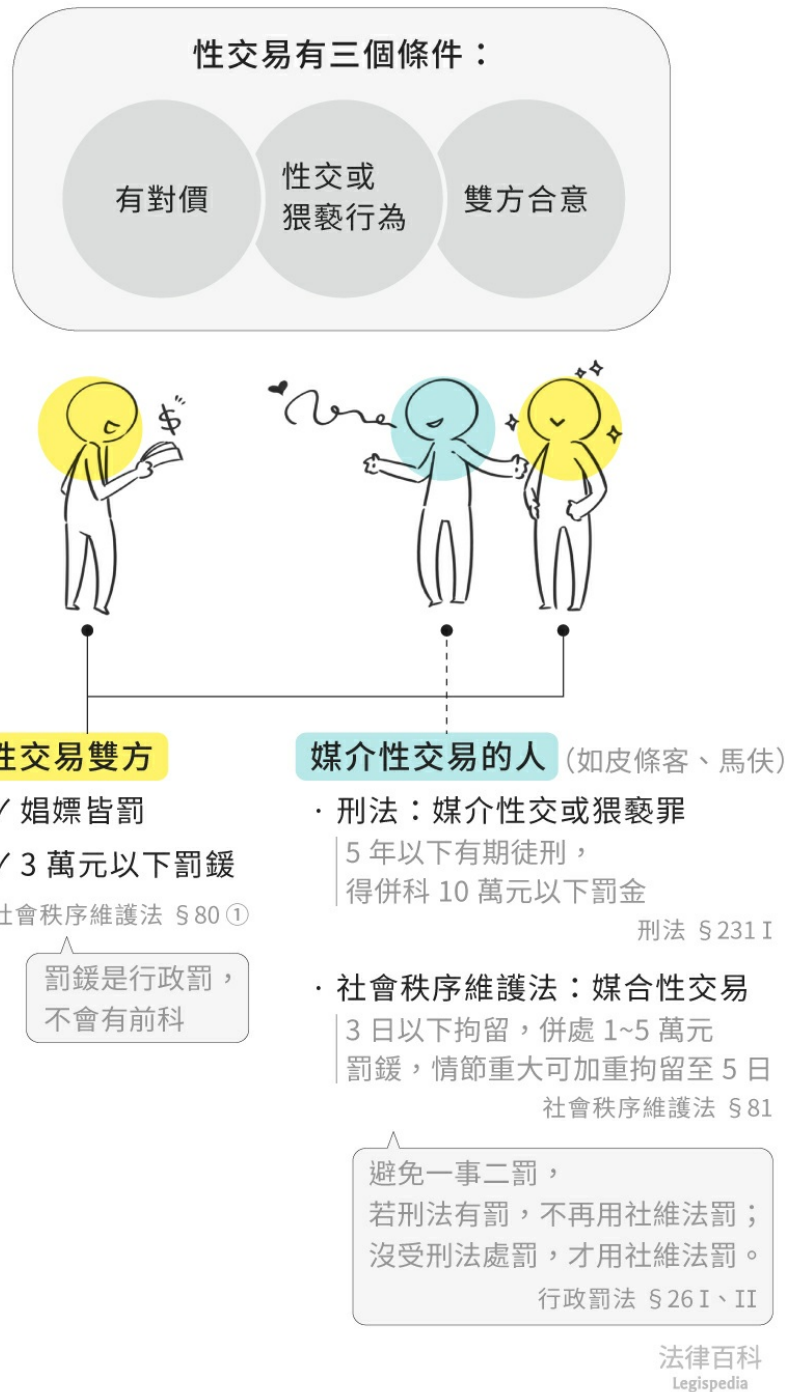 性交易有三個條件：
有對價
性交或
猥褻行為
雙方合意
$
性交易雙方
✓ 娼嫖皆罰
✓ 3 萬元以下罰鍰
社會秩序維護法 §80 ①
罰鍰是行政罰，
不會有前科
媒介性交易的人（如皮條客、馬伕）
· 刑法：媒介性交或猥褻罪
5 年以下有期徒刑，
得併科 10 萬元以下罰金
刑法 §231 I
· 社會秩序維護法：媒合性交易
3 日以下拘留，併處 1~5 萬元
罰鍰，情節重大可加重拘留至 5 日
社會秩序維護法 §81
避免一事二罰，
若刑法有罰，不再用社維法罰；
沒受刑法處罰，才用社維法罰。
行政罰法 §26 I、II
法律百科
Legispedia